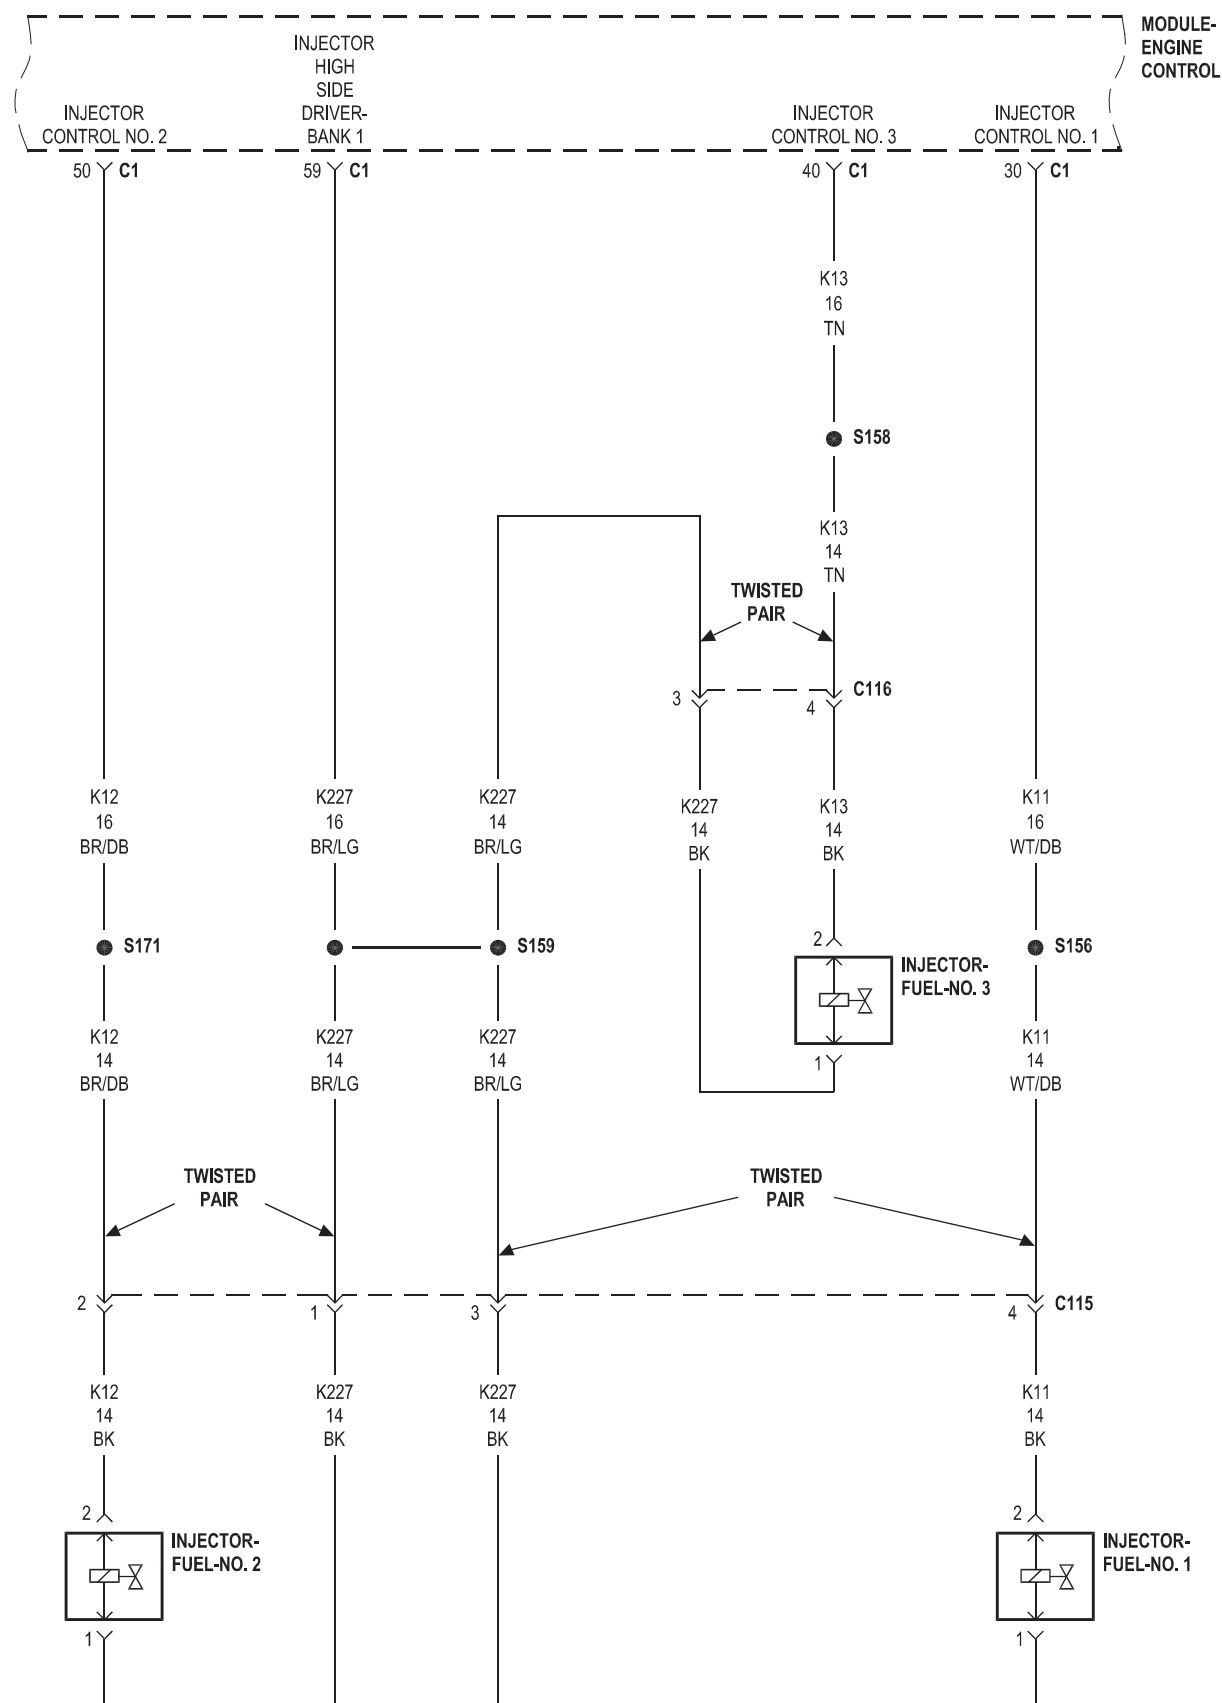 MODULE-
ENGINE
CONTROL
INJECTOR
CONTROL NO. 2
INJECTOR
HIGH
SIDE
DRIVER-
BANK 1
INJECTOR
CONTROL NO. 3
INJECTOR
CONTROL NO. 1
50 C1
59 C1
40 C1
30 C1
K13
16
TN
S158
K13
14
TN
TWISTED
PAIR
3
4
C116
K12
16
BR/DB
K227
16
BR/LG
K227
14
BR/LG
K227
14
BK
K13
14
BK
K11
16
WT/DB
S171
S159
2
INJECTOR-
FUEL-NO. 3
1
S156
K12
14
BR/DB
K227
14
BR/LG
K227
14
BR/LG
K11
14
WT/DB
TWISTED
PAIR
TWISTED
PAIR
2
1
3
4
C115
K12
14
BK
K227
14
BK
K227
14
BK
K11
14
BK
2
INJECTOR-
FUEL-NO. 2
1
2
INJECTOR-
FUEL-NO. 1
1